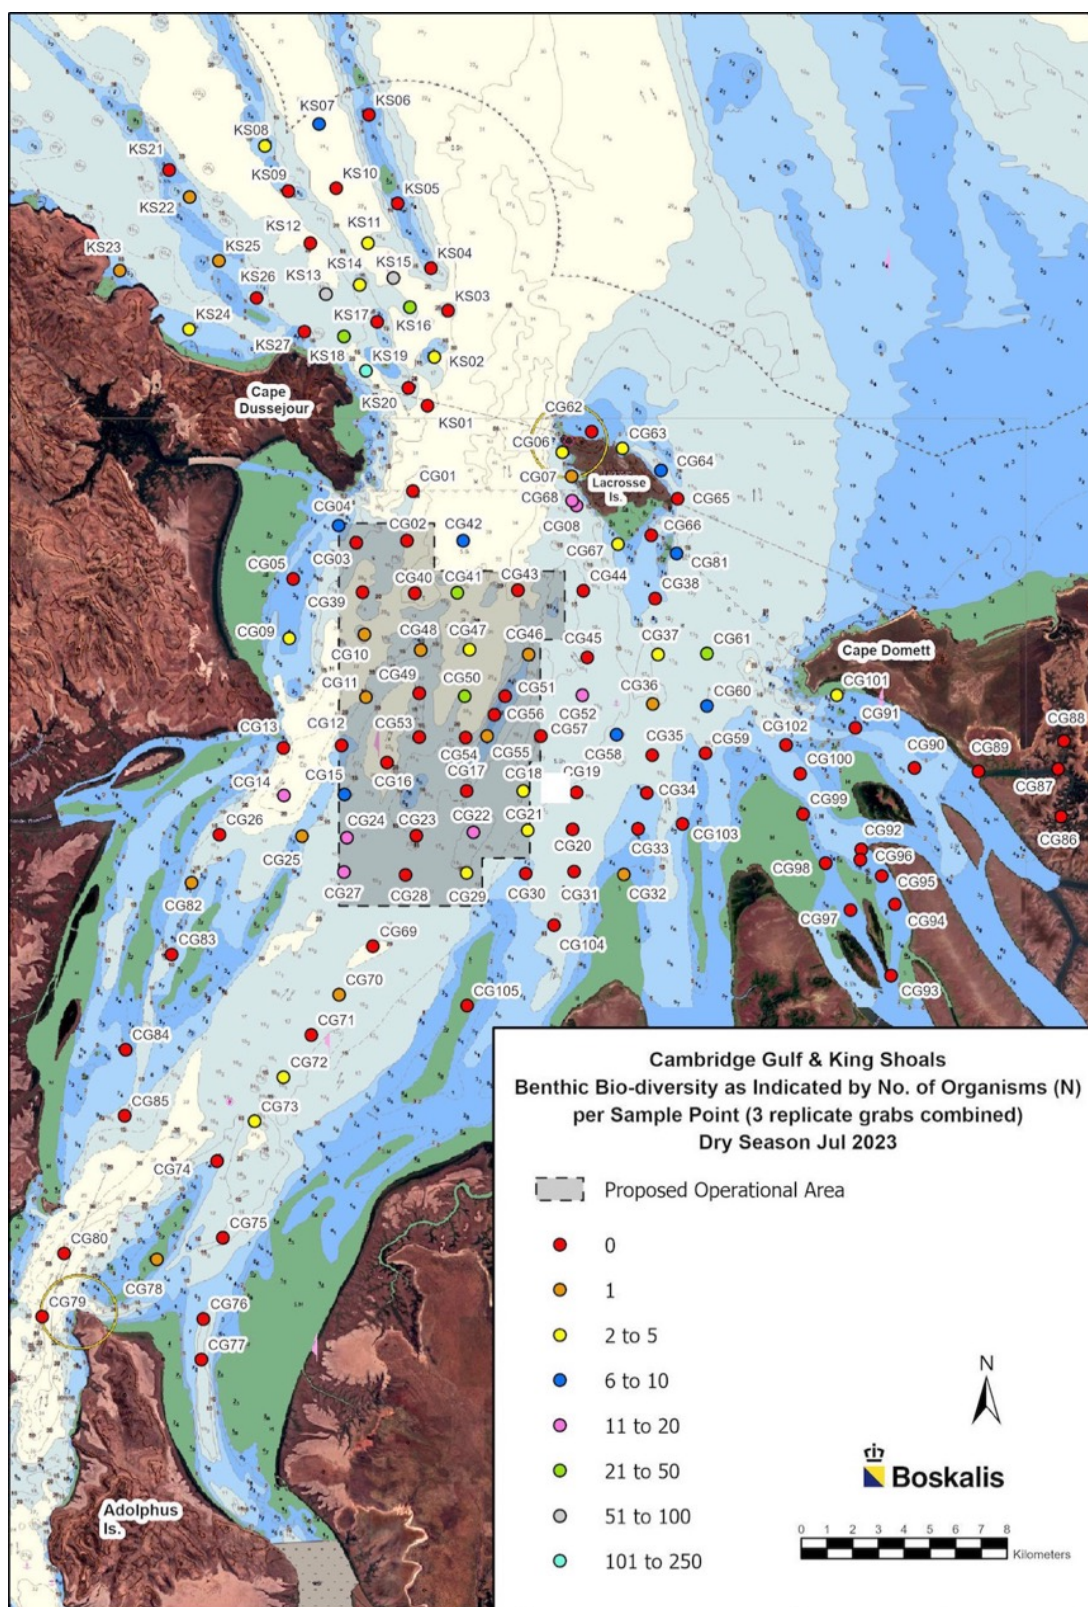 KS07
KS06
KS08
KS21
KS09
KS10
KS05
KS22
KS12
KS11
KS23
KS25
KS14
KS15
KS04
KS26
KS13
KS03
KS24
KS17
KS16
KS27
KS18
KS19
KS02
Cape
Dussejour
KS20
KS01
CG62
CG06
CG63
CG64
CG07
Lacrosse
Is.
CG01
CG68
CG65
CG04
CG08
CG02
CG42
CG66
CG03
CG67
CG81
CG05
CG40
CG41
CG43
CG44
CG38
CG39
CG09
CG48
CG47
CG46
CG45
CG37
CG61
Cape Domett
CG10
CG11
CG49
CG50
CG51
CG36
CG101
CG52
CG60
CG56
CG91
CG88
CG13
CG12
CG53
CG57
CG102
CG54
CG55
CG58
CG35
CG59
CG90
CG89
CG14
CG15
CG16
CG17
CG18
CG19
CG100
CG87
CG34
CG99
CG26
CG24
CG23
CG22
CG21
CG103
CG86
CG25
CG20
CG33
CG92
CG98
CG96
CG95
CG82
CG27
CG28
CG29
CG30
CG31
CG32
CG97
CG94
CG83
CG69
CG104
CG70
CG105
CG93
CG71
CG84
CG72
CG85
CG73
CG74
CG75
CG80
CG78
CG79
CG76
CG77
Adolphus
Is.
Cambridge Gulf & King Shoals
Benthic Bio-diversity as Indicated by No. of Organisms (N)
per Sample Point (3 replicate grabs combined)
Dry Season Jul 2023
Proposed Operational Area
0
1
2 to 5
6 to 10
11 to 20
21 to 50
51 to 100
101 to 250
N
Boskalis
0 1 2 3 4 5 6 7 8
Kilometers